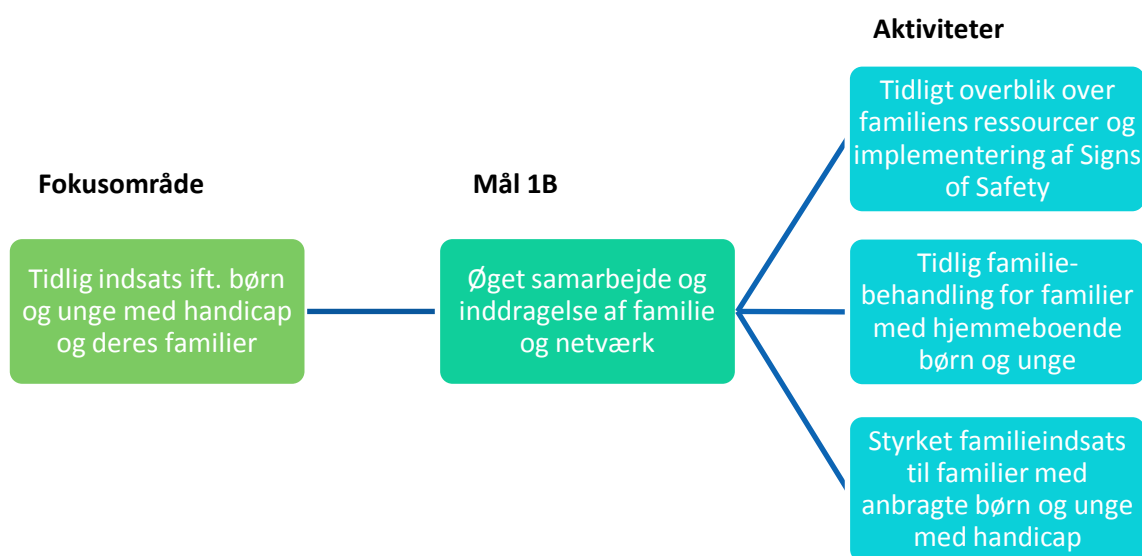 Fokusområde
Tidlig indsats ift. børn
og unge med handicap
og deres familier
Mål 1B
Øget samarbejde og
inddragelse af familie
og netværk
Aktiviteter
Tidligt overblik over
familiens ressourcer og
implementering af Signs
of Safety
Tidlig familie-
behandling for familier
med hjemmeboende
børn og unge
Styrket familieindsats
til familier med
anbragte børn og unge
med handicap